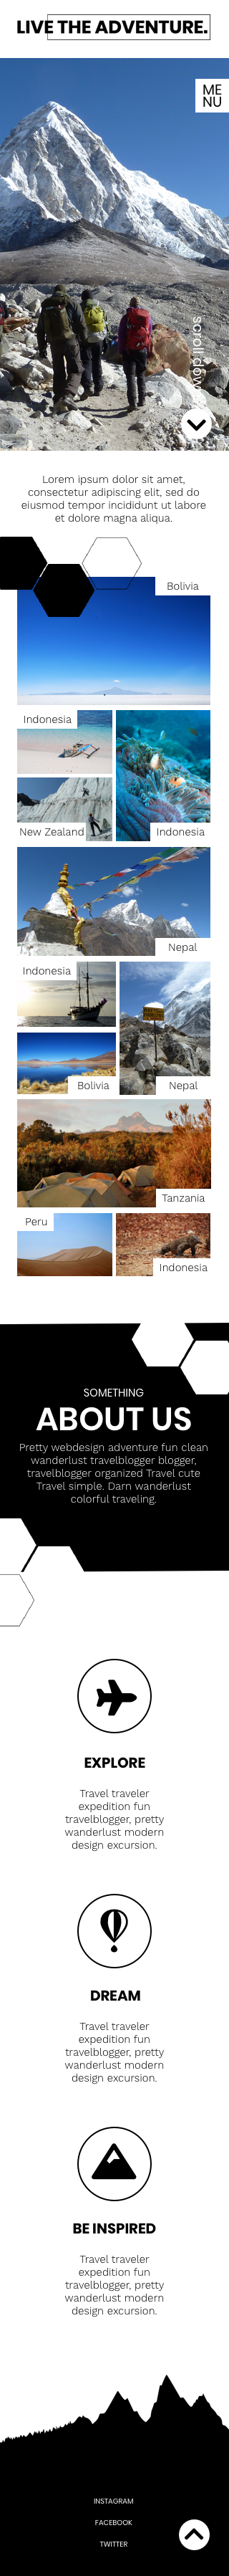 LIVE THE ADVENTURE.
ME
NU
scroll down
Lorem ipsum dolor sit amet,
consectetur adipiscing elit, sed do
eiusmod tempor incididunt ut labore
et dolore magna aliqua.
Bolivia
Indonesia
New Zealand
Indonesia
Nepal
Indonesia
Bolivia
Nepal
Tanzania
Peru
Indonesia
SOMETHING
ABOUT US
Pretty webdesign adventure fun clean
wanderlust travelblogger blogger,
travelblogger organized Travel cute
Travel simple. Darn wanderlust
colorful traveling.
EXPLORE
Travel traveler
expedition fun
travelblogger, pretty
wanderlust modern
design excursion.
DREAM
Travel traveler
expedition fun
travelblogger, pretty
wanderlust modern
design excursion.
BE INSPIRED
Travel traveler
expedition fun
travelblogger, pretty
wanderlust modern
design excursion.
INSTAGRAM
FACEBOOK
TWITTER